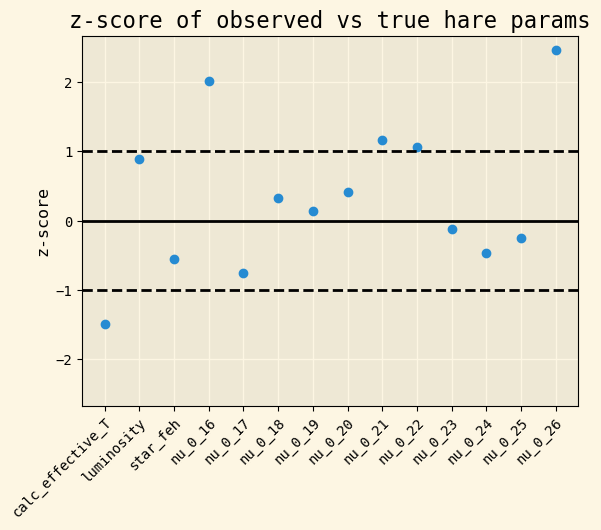 z-score of observed vs true hare params
z-score
2
1
0
−1
−2
calc_effective_T
luminosity
star_feh
nu_0_16
nu_0_17
nu_0_18
nu_0_19
nu_0_20
nu_0_21
nu_0_22
nu_0_23
nu_0_24
nu_0_25
nu_0_26